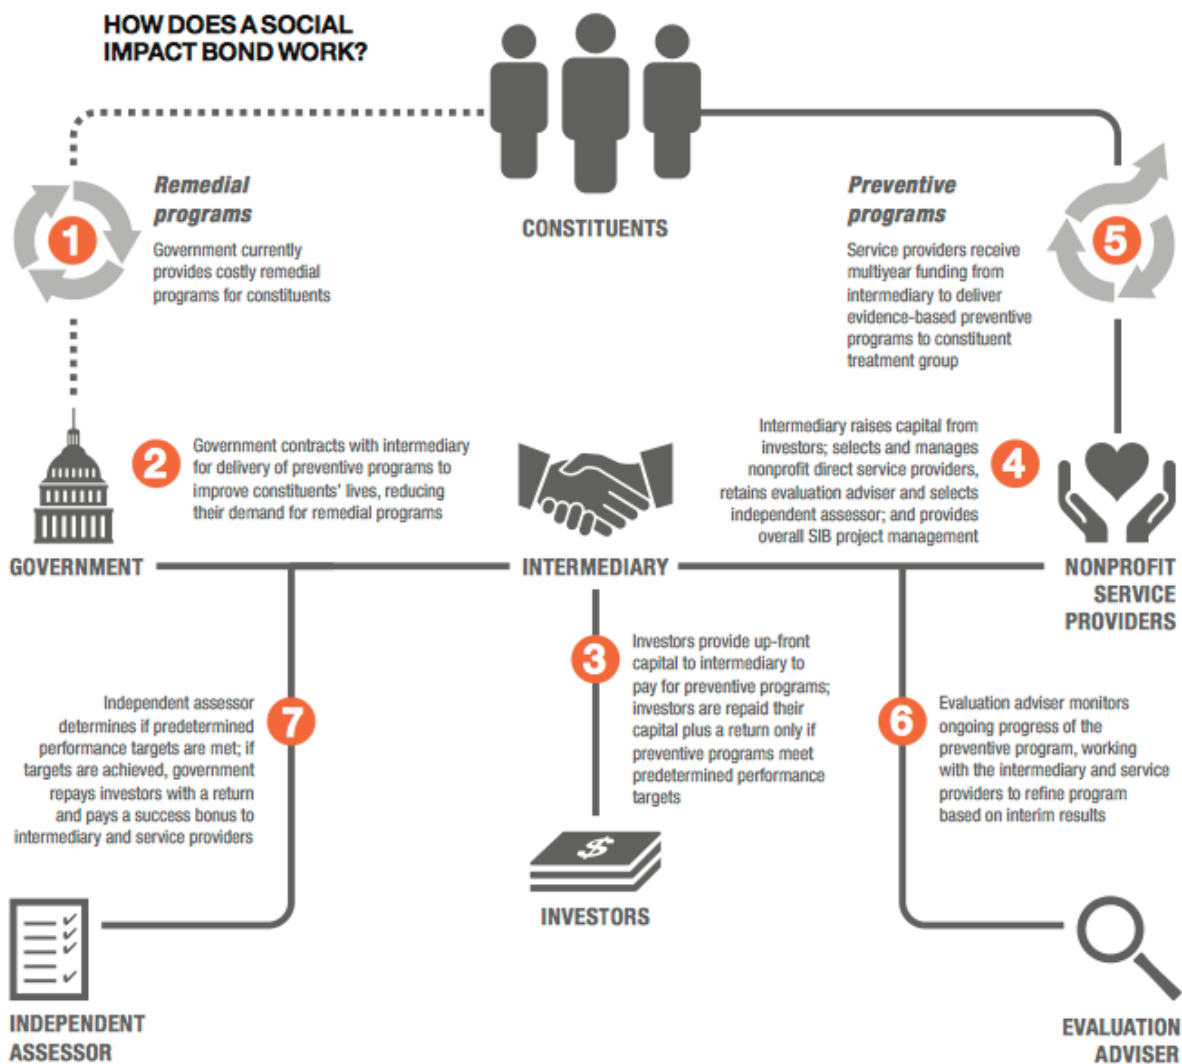 HOW DOES A SOCIAL
IMPACT BOND WORK?
CONSTITUENTS
1
Remedial
programs
Government currently
provides costly remedial
programs for constituents
Preventive
programs
Service providers receive
multiyear funding from
intermediary to deliver
evidence-based preventive
programs to constituent
treatment group
5
GOVERNMENT
2
Government contracts with intermediary
for delivery of preventive programs to
improve constituents' lives, reducing
their demand for remedial programs
INTERMEDIARY
Intermediary raises capital from
investors; selects and manages
nonprofit direct service providers,
retains evaluation adviser and selects
independent assessor; and provides
overall SIB project management
4
NONPROFIT
SERVICE
PROVIDERS
Independent assessor
determines if predetermined
performance targets are met; if
targets are achieved, government
repays investors with a return
and pays a success bonus to
intermediary and service providers
7
3
Investors provide up-front
capital to intermediary to
pay for preventive programs;
investors are repaid their
capital plus a return only if
preventive programs meet
predetermined performance
targets
6
Evaluation adviser monitors
ongoing progress of the
preventive program, working
with the intermediary and service
providers to refine program
based on interim results
$
INVESTORS
INDEPENDENT
ASSESSOR
EVALUATION
ADVISER